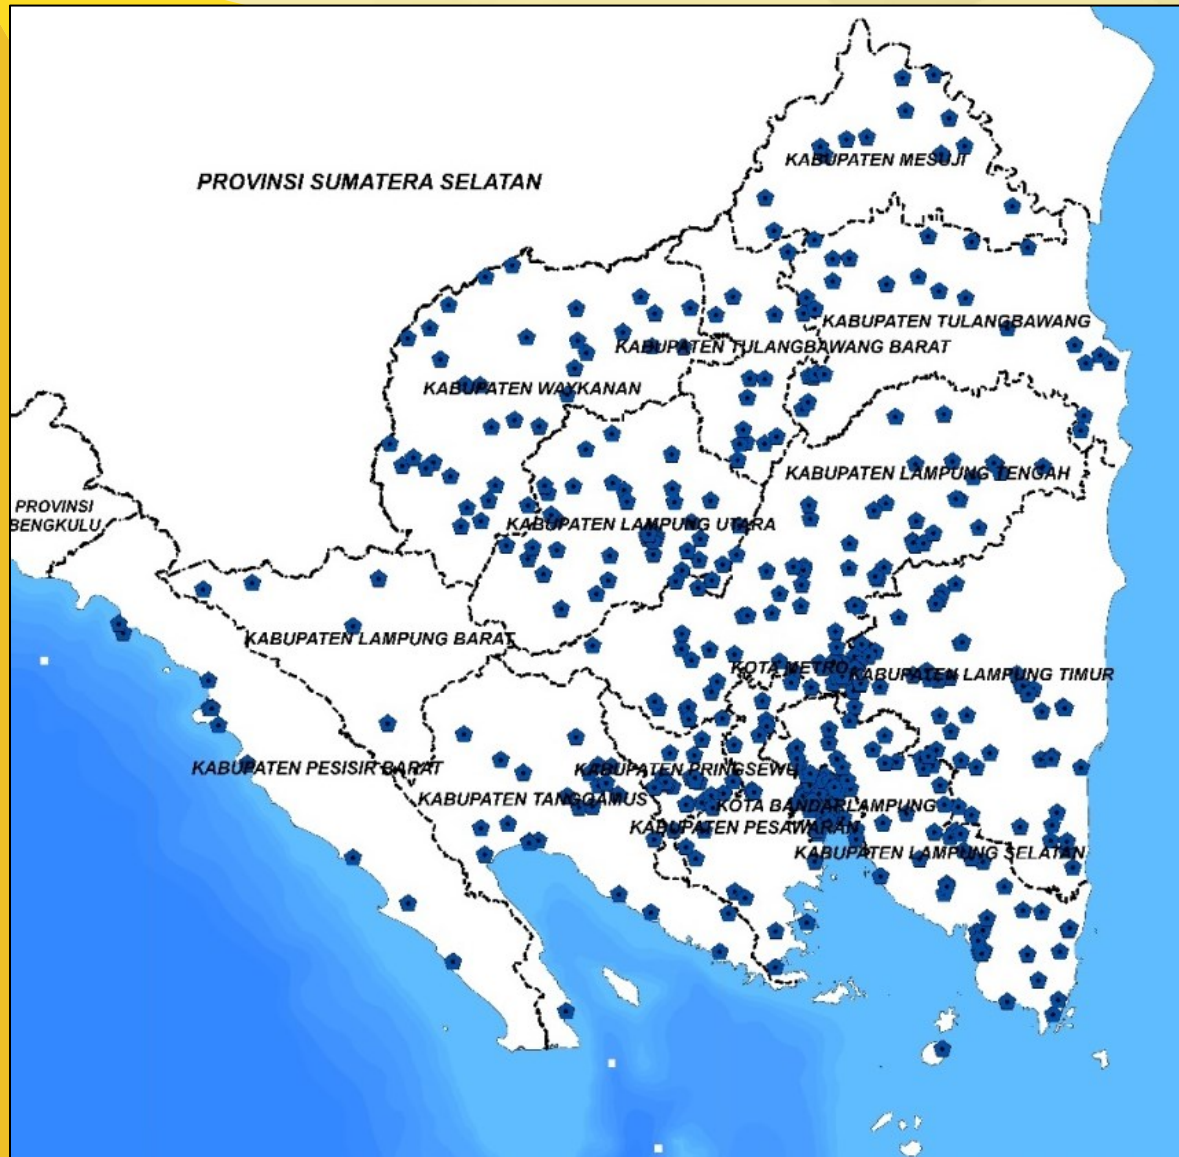 KABUPATEN MESUJI
PROVINSI SUMATERA SELATAN
KABUPATEN TULANGBAWANG
KABUPATEN TULANGBAWANG BARAT
KABUPATEN WAYKANAN
KABUPATEN LAMPUNG TENGAH
PROVINSI
BENGKULU
KABUPATEN LAMPUNG UTARA
KABUPATEN LAMPUNG BARAT
KOTA METRO
KABUPATEN LAMPUNG TIMUR
KABUPATEN PESISIR BARAT
KABUPATEN PRINGSEWU
KABUPATEN TANGGAMUS
KOTA BANDARLAMPUNG
KABUPATEN PESAWARAN
KABUPATEN LAMPUNG SELATAN